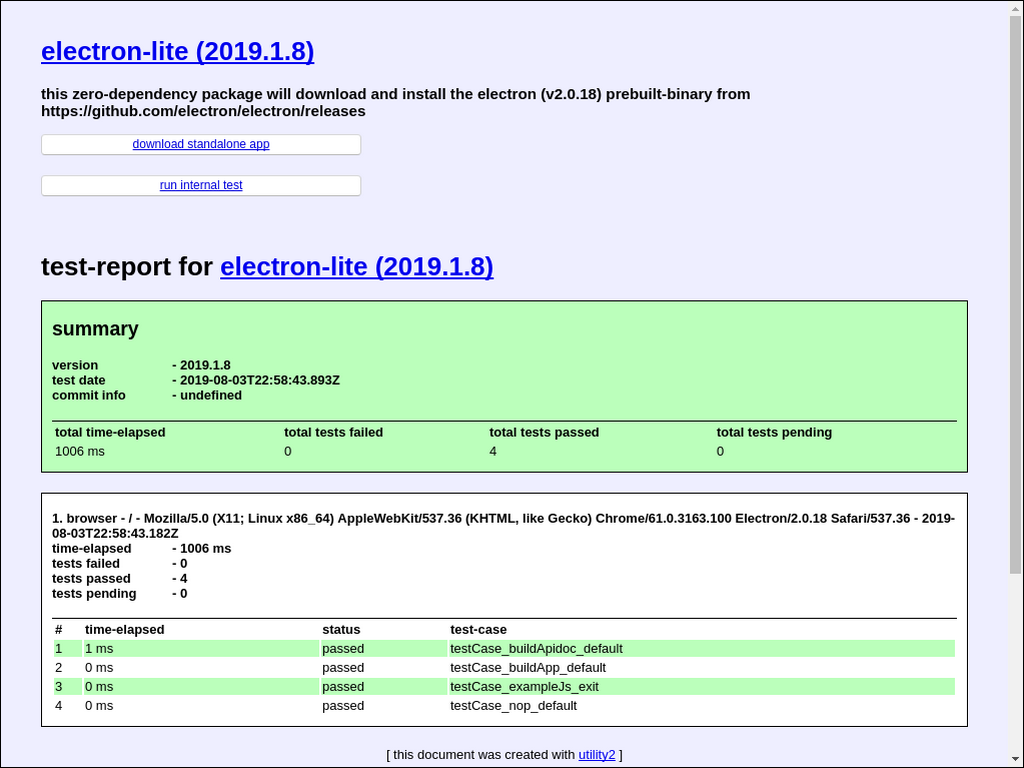 electron-lite (2019.1.8)
this zero-dependency package will download and install the electron (v2.0.18) prebuilt-binary from
https://github.com/electron/electron/releases
download standalone app
run internal test
test-report for electron-lite (2019.1.8)
summary
version - 2019.1.8
test date - 2019-08-03T22:58:43.893Z
commit info - undefined
total time-elapsed total tests failed total tests passed total tests pending
1006 ms 0 4 0
1. browser - / - Mozilla/5.0 (X11; Linux x86_64) AppleWebKit/537.36 (KHTML, like Gecko) Chrome/61.0.3163.100 Electron/2.0.18 Safari/537.36 - 2019-
08-03T22:58:43.182Z
time-elapsed - 1006 ms
tests failed - 0
tests passed - 4
tests pending - 0
# time-elapsed status test-case
1 1 ms passed testCase_buildApidoc_default
2 0 ms passed testCase_buildApp_default
3 0 ms passed testCase_exampleJs_exit
4 0 ms passed testCase_nop_default
[ this document was created with utility2 ]